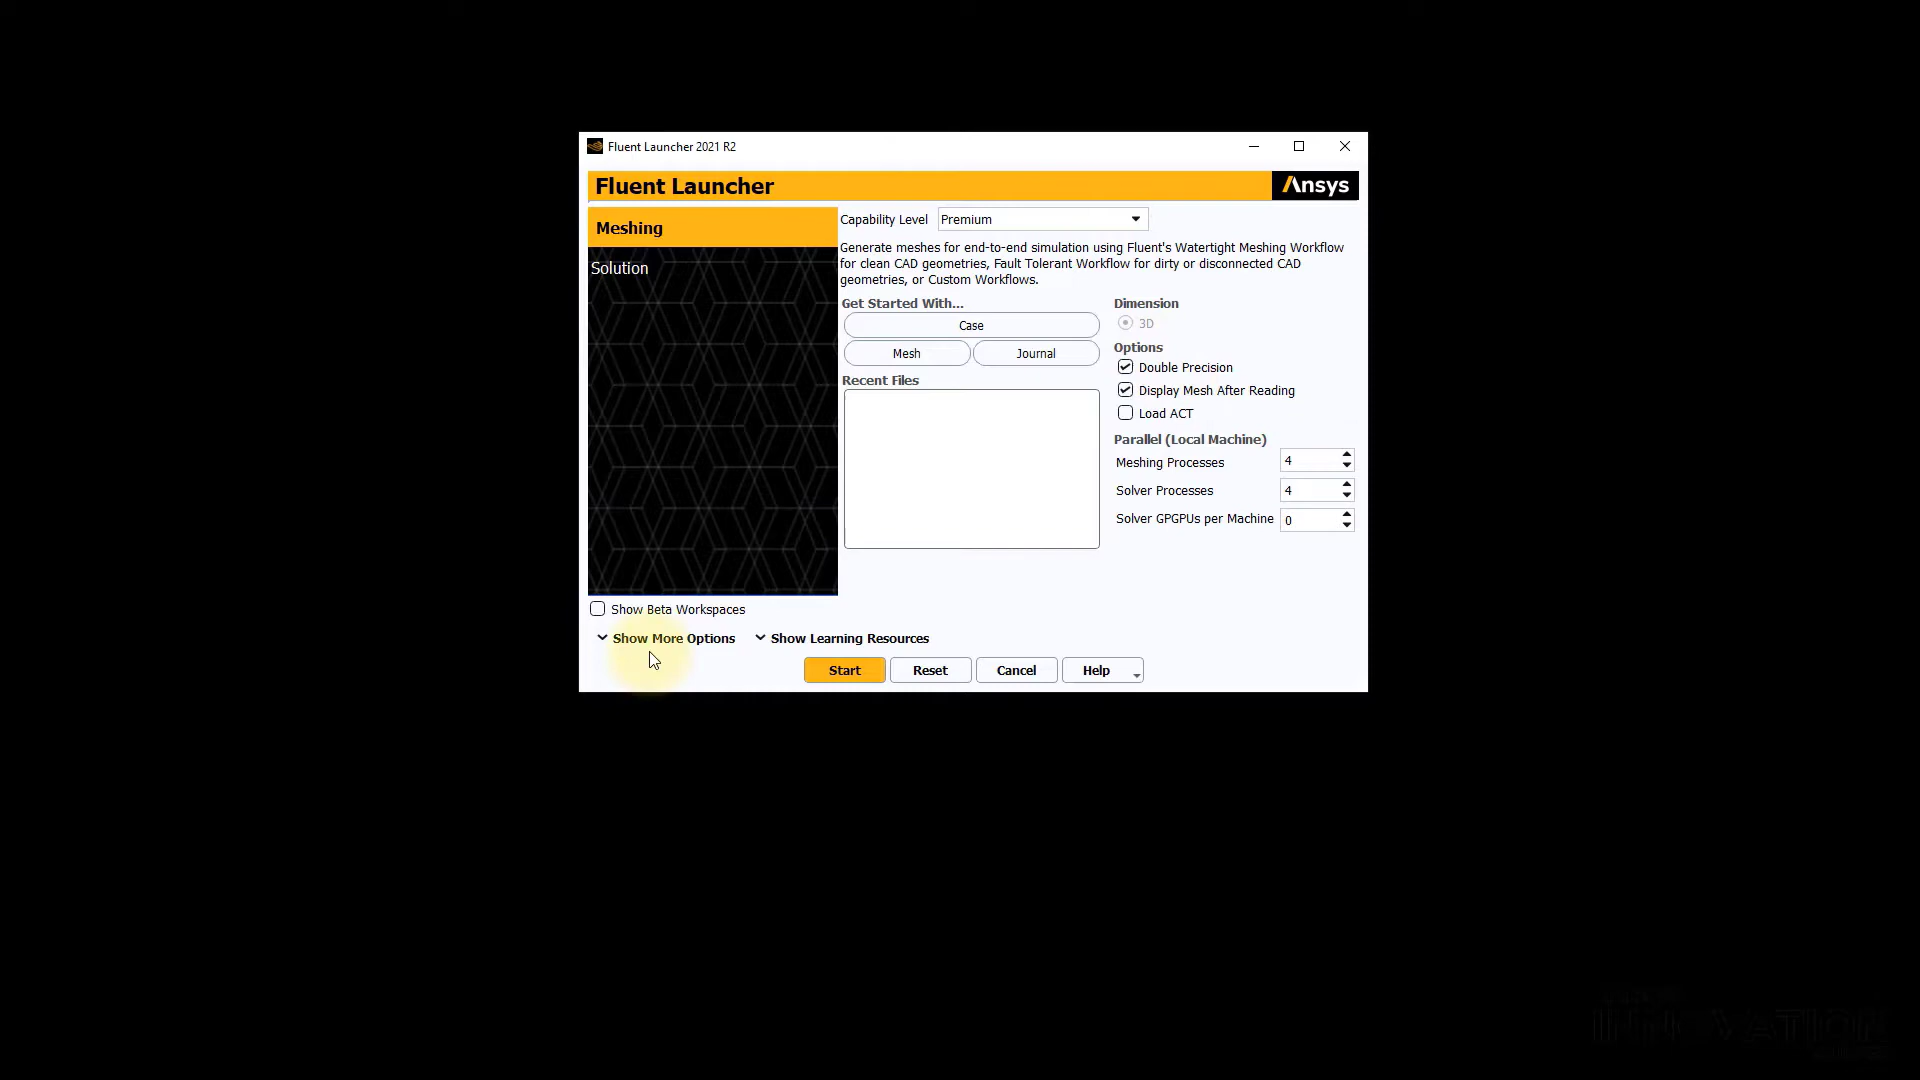 Fluent Launcher 2021 R2
Fluent Launcher
Ansys
Meshing
Solution
Capability Level
Premium
Generate meshes for end-to-end simulation using Fluent's Watertight Meshing Workflow
for clean CAD geometries, Fault Tolerant Workflow for dirty or disconnected CAD
geometries, or Custom Workflows.
Get Started With...
Case
Mesh
Journal
Recent Files
Dimension
3D
Options
Double Precision
Display Mesh After Reading
Load ACT
Parallel (Local Machine)
Meshing Processes
4
Solver Processes
4
Solver GPGPUs per Machine
0
Show Beta Workspaces
Show More Options
Show Learning Resources
Start
Reset
Cancel
Help
INNOVATION